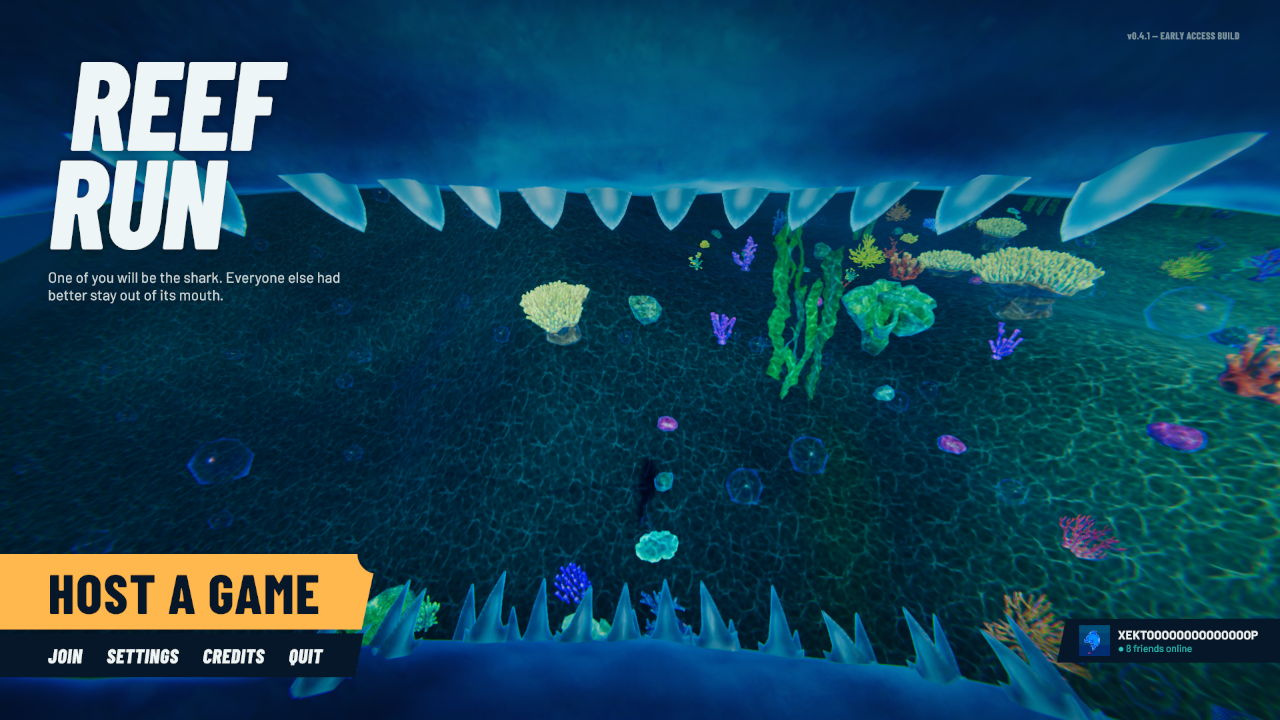 v0.4.1 — EARLY ACCESS BUILD
REEF
RUN
One of you will be the shark. Everyone else had
better stay out of its mouth.
HOST A GAME
JOIN SETTINGS CREDITS QUIT
XEKTOOOOOOOOOOOOOOP
8 friends online